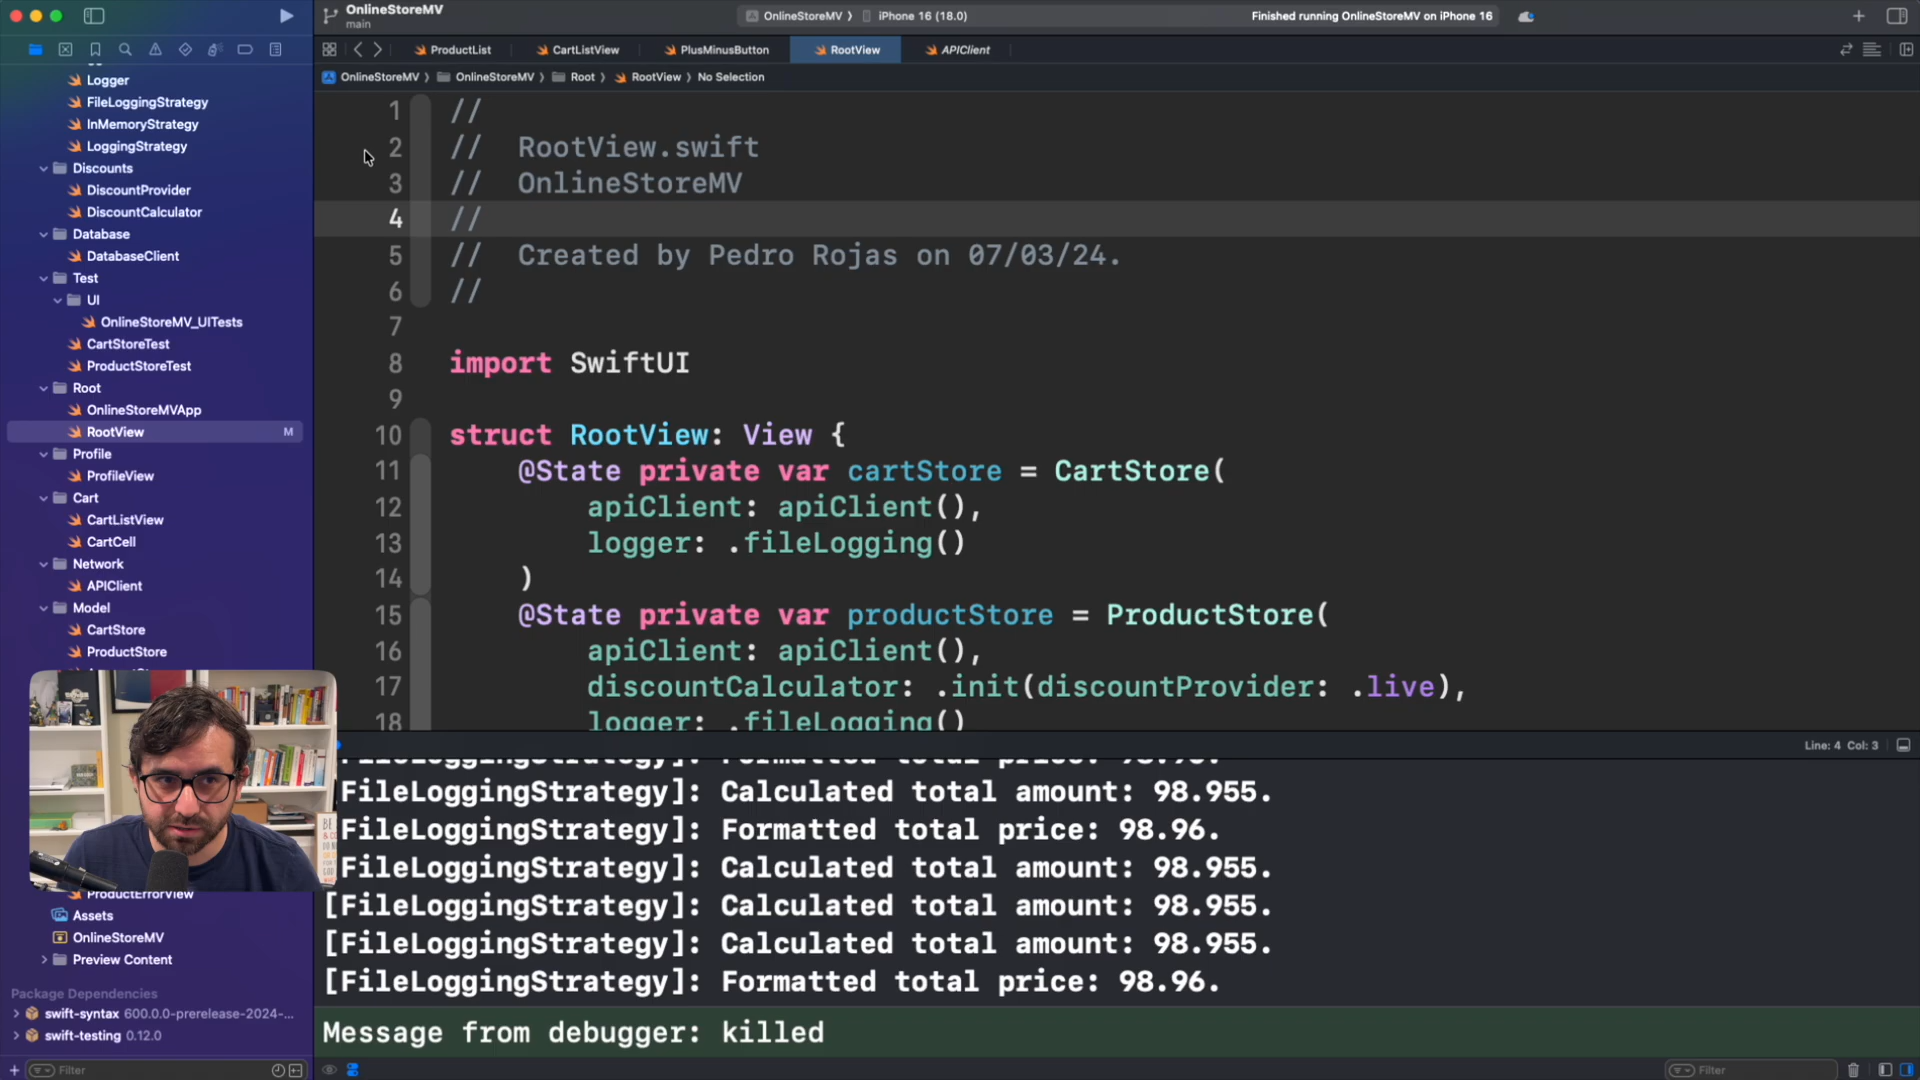 OnlineStoreMV
main
OnlineStoreMV
iPhone 16 (18.0)
Finished running OnlineStoreMV on iPhone 16
ProductList
CartListView
PlusMinusButton
RootView
APIClient
OnlineStoreMV
OnlineStoreMV
Root
RootView
No Selection
Logger
FileLoggingStrategy
InMemoryStrategy
LoggingStrategy
Discounts
DiscountProvider
DiscountCalculator
Database
DatabaseClient
Test
UI
OnlineStoreMV_UITests
CartStoreTest
ProductStoreTest
Root
OnlineStoreMVApp
RootView M
Profile
ProfileView
Cart
CartListView
CartCell
Network
APIClient
Model
CartStore
ProductStore
ProductErrorView
Assets
OnlineStoreMV
Preview Content
Package Dependencies
swift-syntax 600.0.0-prerelease-2024-...
swift-testing 0.12.0
Filter
1 //
2 //  RootView.swift
3 //  OnlineStoreMV
4 //
5 //  Created by Pedro Rojas on 07/03/24.
6 //
7
8 import SwiftUI
9
10 struct RootView: View {
11     @State private var cartStore = CartStore(
12         apiClient: apiClient(),
13         logger: .fileLogging()
14     )
15     @State private var productStore = ProductStore(
16         apiClient: apiClient(),
17         discountCalculator: .init(discountProvider: .live),
18         logger: .fileLogging()
Line: 4 Col: 3
FileLoggingStrategy]: Formatted total price: 98.96.
[FileLoggingStrategy]: Calculated total amount: 98.955.
[FileLoggingStrategy]: Formatted total price: 98.96.
[FileLoggingStrategy]: Calculated total amount: 98.955.
[FileLoggingStrategy]: Calculated total amount: 98.955.
[FileLoggingStrategy]: Calculated total amount: 98.955.
[FileLoggingStrategy]: Formatted total price: 98.96.
Message from debugger: killed
Filter